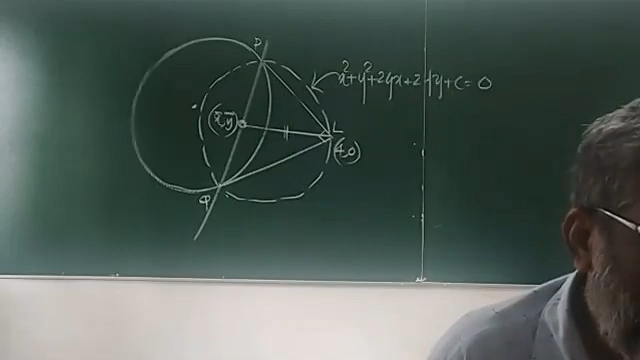 P
x²+y²+2gx+2fy+c=0
(x̄,ȳ)
L
(4,0)
Q